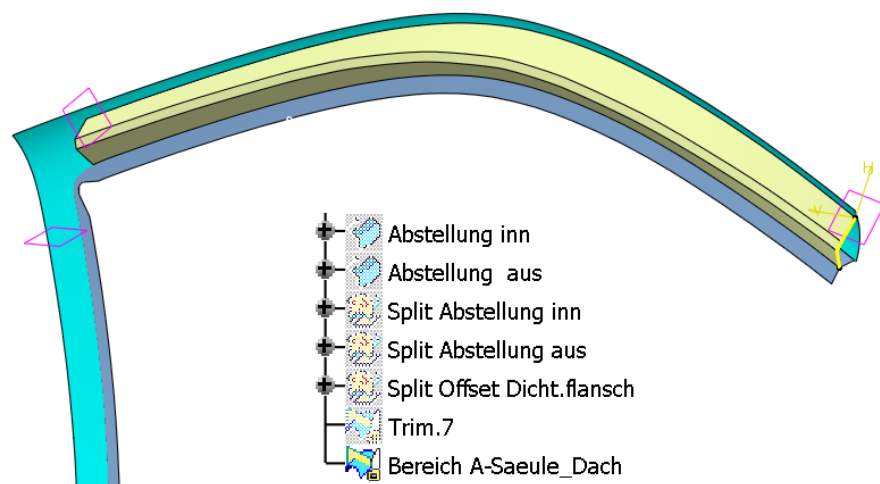 H
V
Abstellung inn
Abstellung aus
Split Abstellung inn
Split Abstellung aus
Split Offset Dicht.flansch
Trim.7
Bereich A-Saeule_Dach